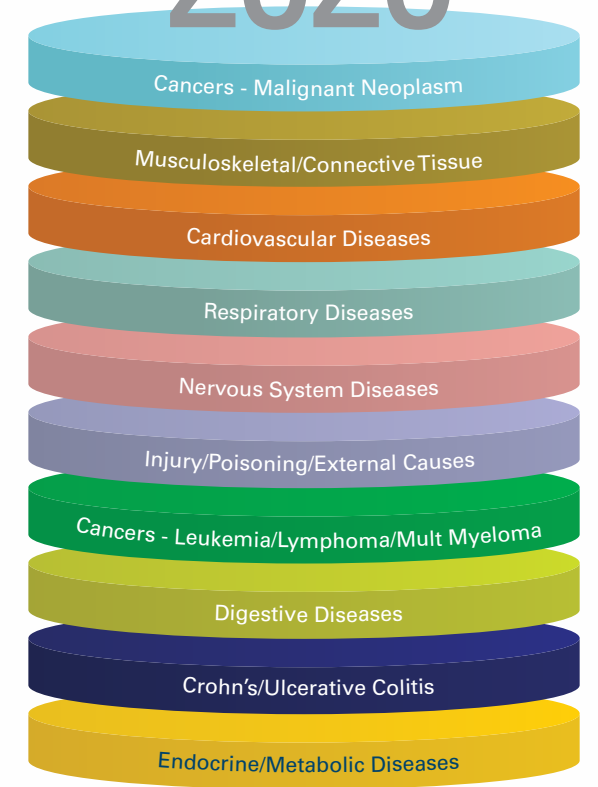 Cancers - Malignant Neoplasm
Musculoskeletal/Connective Tissue
Cardiovascular Diseases
Respiratory Diseases
Nervous System Diseases
Injury/Poisoning/External Causes
Cancers - Leukemia/Lymphoma/Mult Myeloma
Digestive Diseases
Crohn's/Ulcerative Colitis
Endocrine/Metabolic Diseases